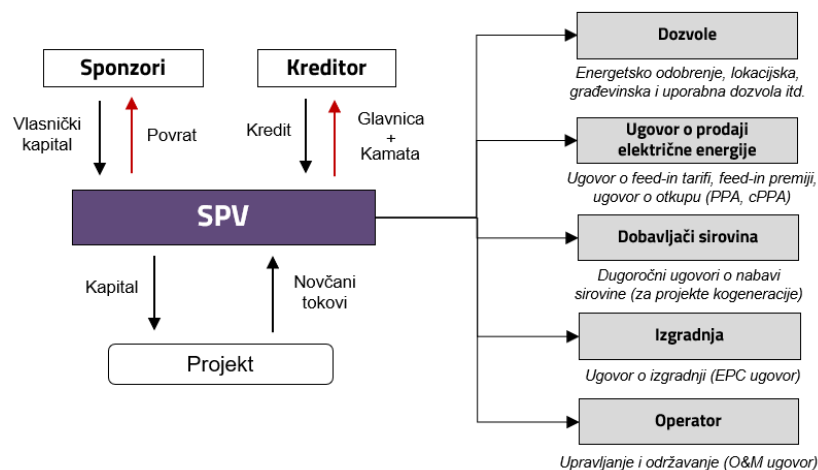 Sponzori
Kreditor
Vlasnički
kapital
Povrat
Kredit
Glavnica
+
Kamata
SPV
Kapital
Novčani
tokovi
Projekt
Dozvole
Energetsko odobrenje, lokacijska,
građevinska i uporabna dozvola itd.
Ugovor o prodaji
električne energije
Ugovor o feed-in tarifi, feed-in premiji,
ugovor o otkupu (PPA, cPPA)
Dobavljači sirovina
Dugoročni ugovori o nabavi
sirovine (za projekte kogeneracije)
Izgradnja
Ugovor o izgradnji (EPC ugovor)
Operator
Upravljanje i održavanje (O&M ugovor)